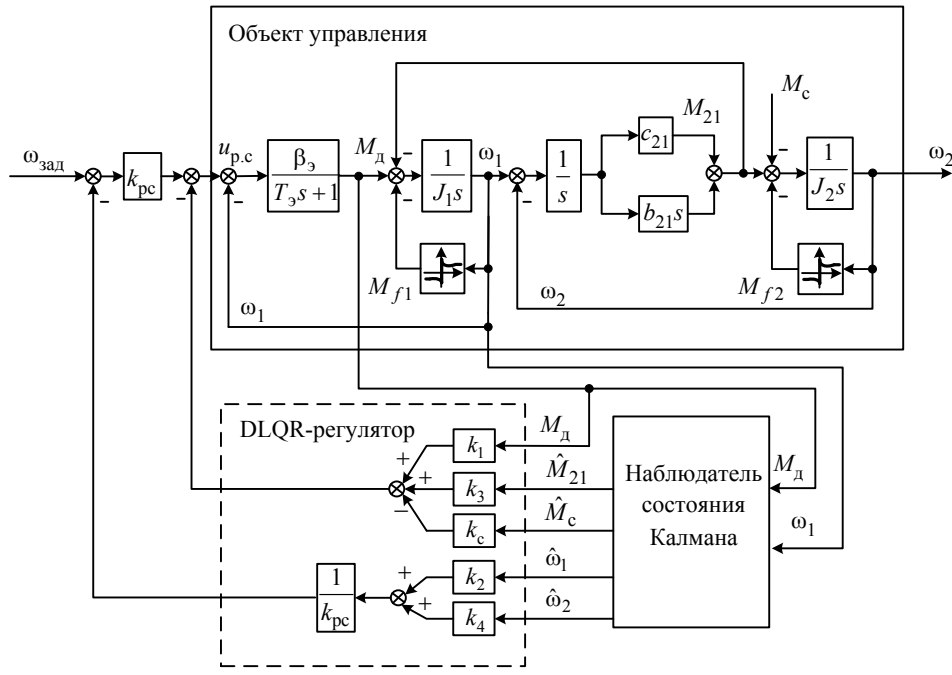 Объект управления
ω_зад
k_рс
u_р.с
β_э
T_э s + 1
M_д
1
J_1 s
ω_1
1
s
c_21
b_21 s
M_21
M_с
1
J_2 s
ω_2
M_f1
M_f2
ω_1
ω_2
DLQR-регулятор
k_1
M_д
k_3
M̂_21
k_с
M̂_с
k_2
ω̂_1
k_4
ω̂_2
1
k_рс
Наблюдатель
состояния
Калмана
M_д
ω_1